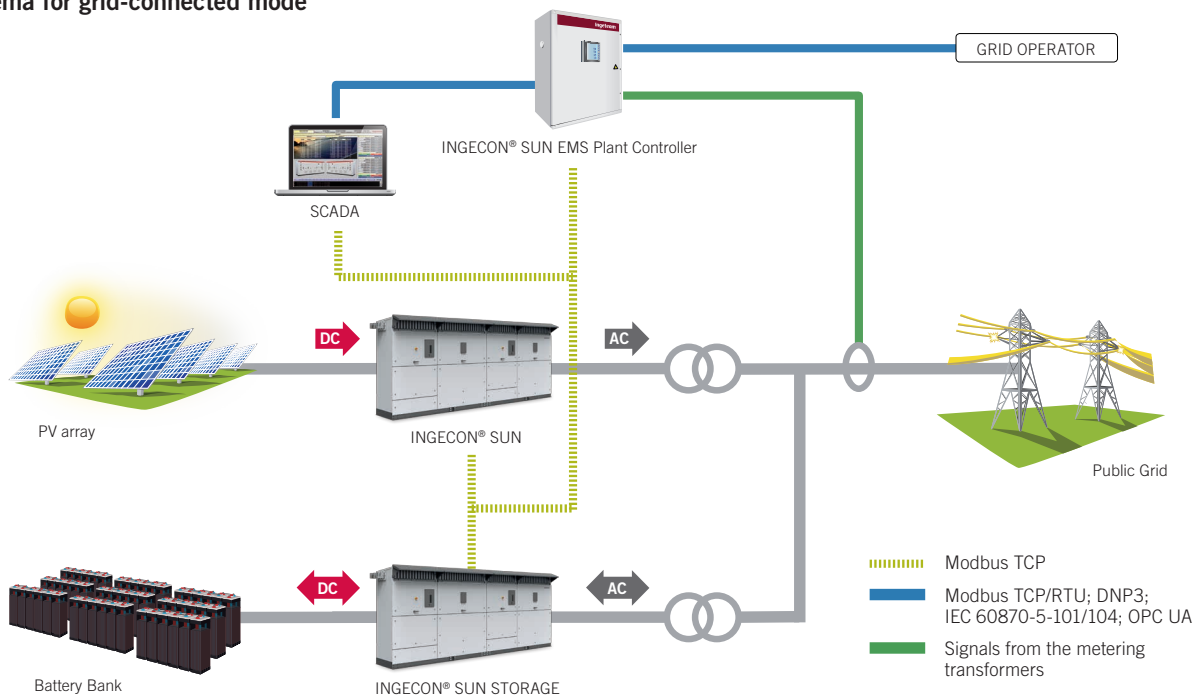 ema for grid-connected mode
ingeteam
GRID OPERATOR
INGECON® SUN EMS Plant Controller
SCADA
DC
AC
PV array
INGECON® SUN
Public Grid
DC
AC
Battery Bank
INGECON® SUN STORAGE
Modbus TCP
Modbus TCP/RTU; DNP3;
IEC 60870-5-101/104; OPC UA
Signals from the metering
transformers